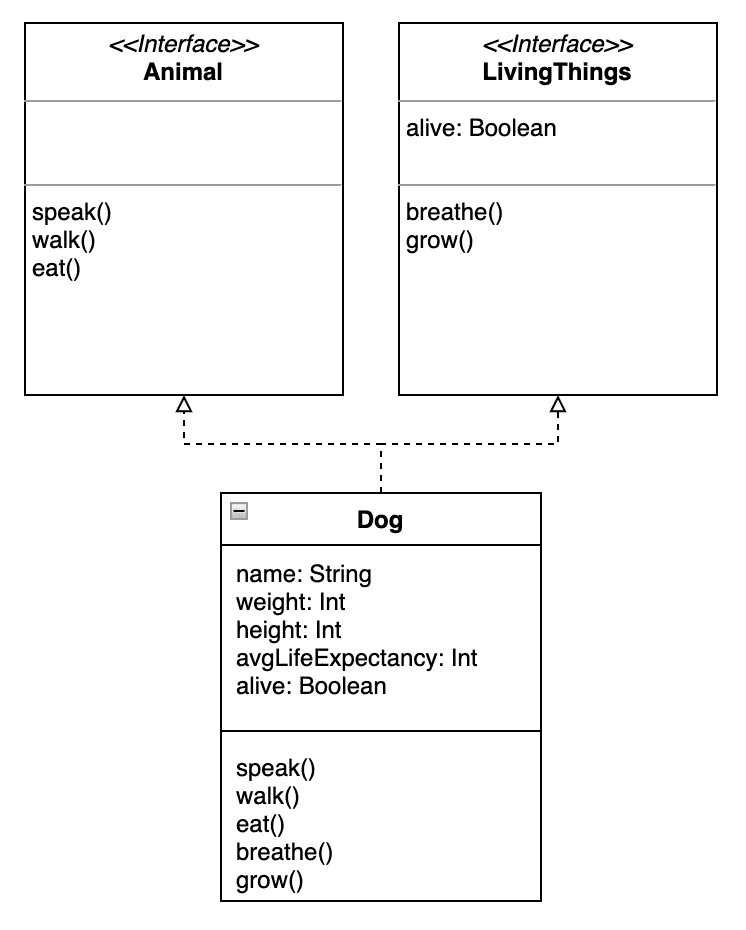 <<Interface>>
Animal
speak()
walk()
eat()
<<Interface>>
LivingThings
alive: Boolean
breathe()
grow()
Dog
name: String
weight: Int
height: Int
avgLifeExpectancy: Int
alive: Boolean
speak()
walk()
eat()
breathe()
grow()